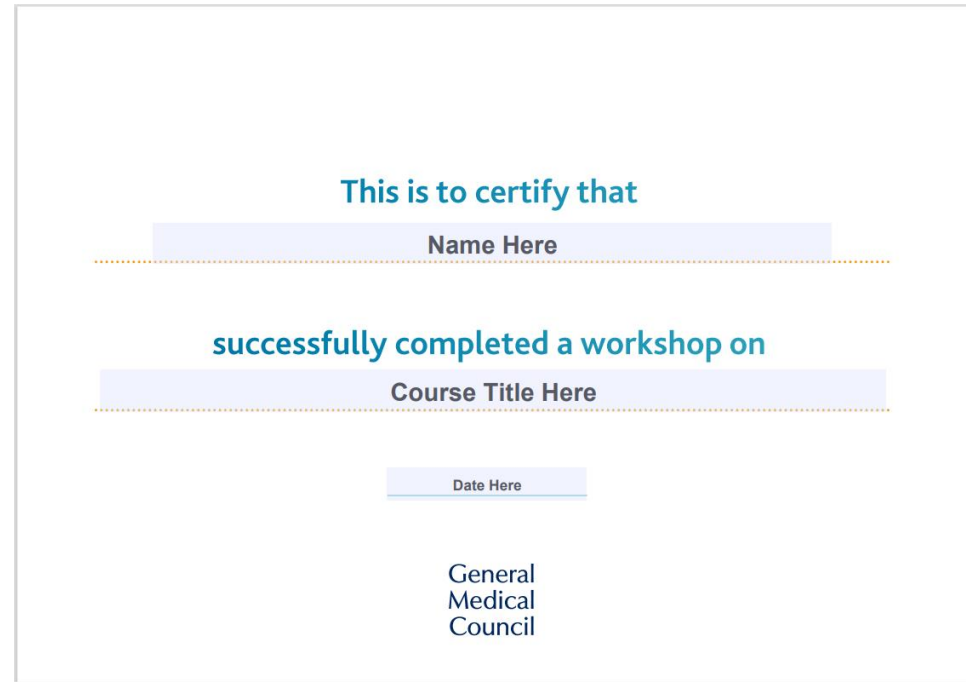 This is to certify that
Name Here
successfully completed a workshop on
Course Title Here
Date Here
General
Medical
Council